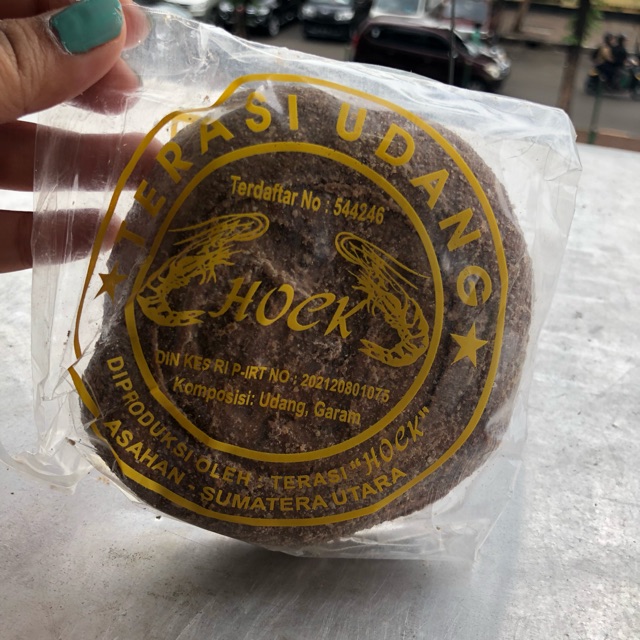 TERASI UDANG
Terdaftar No : 544246
HOCK
DIN KES RI P-IRT NO : 202120801075
Komposisi: Udang, Garam
DIPRODUKSI OLEH : TERASI "HOCK"
ASAHAN - SUMATERA UTARA